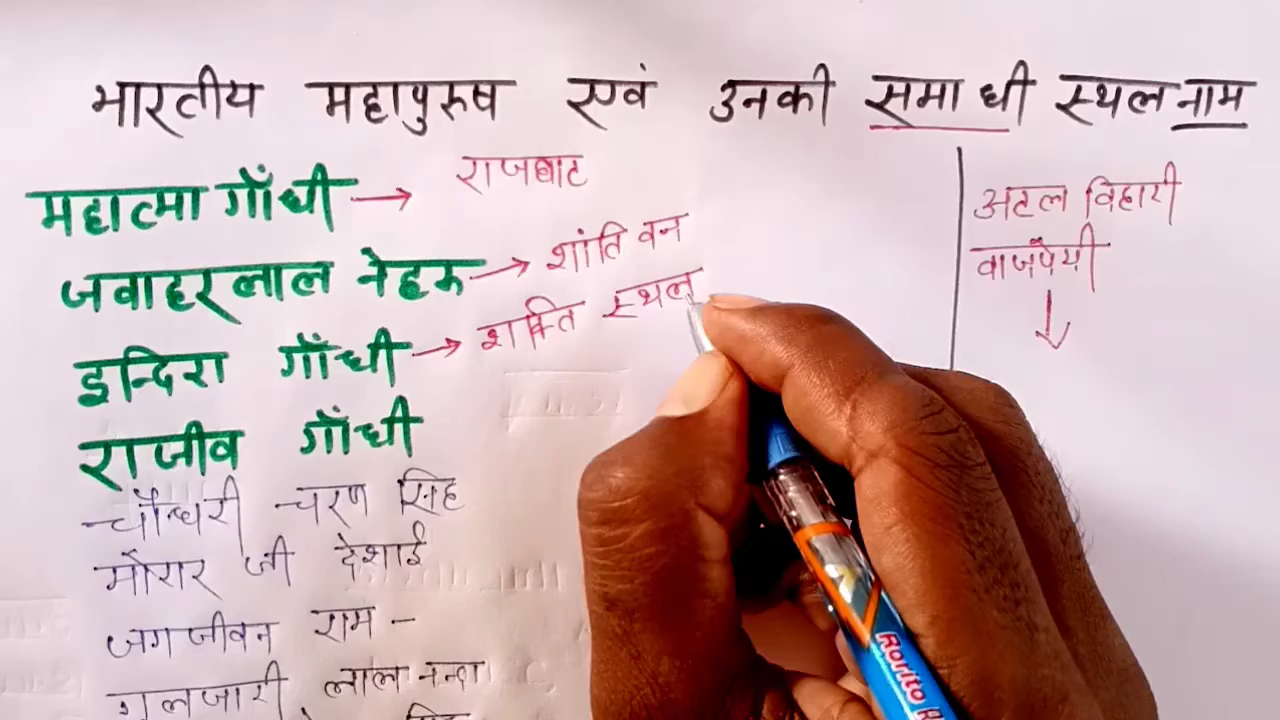 भारतीय महापुरुष एवं उनकी समाधी स्थल नाम
महात्मा गाँधी → राजघाट
जवाहरलाल नेहरू → शांति वन
इन्दिरा गाँधी → शक्ति स्थल
राजीव गाँधी
चौधरी चरण सिंह
मोरार जी देशाई
जगजीवन राम -
गुलजारी लाल नन्दा
अटल विहारी
वाजपेयी
↓
Rorito